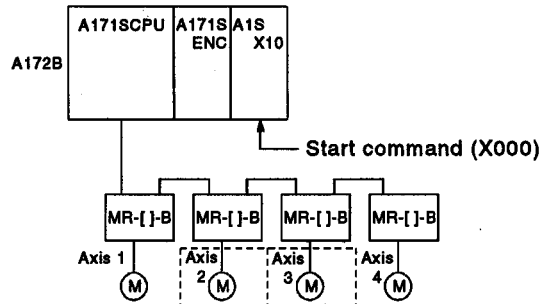 A171SCPU
A171S
ENC
A1S
X10
A172B
Start command (X000)
MR-[ ]-B
MR-[ ]-B
MR-[ ]-B
MR-[ ]-B
Axis 1
Axis
2
Axis
3
Axis
4
M
M
M
M